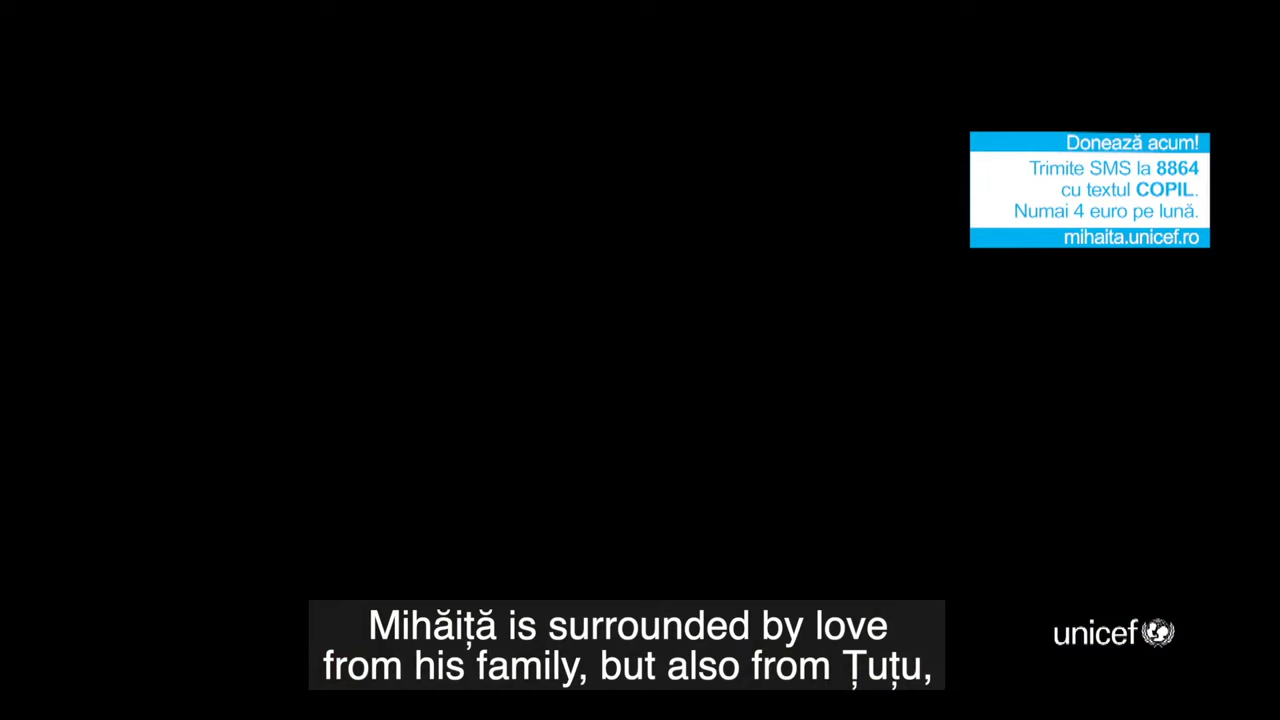 Donează acum!
Trimite SMS la 8864
cu textul COPIL.
Numai 4 euro pe lună.
mihaita.unicef.ro
Mihăiță is surrounded by love
from his family, but also from Țuțu,
unicef